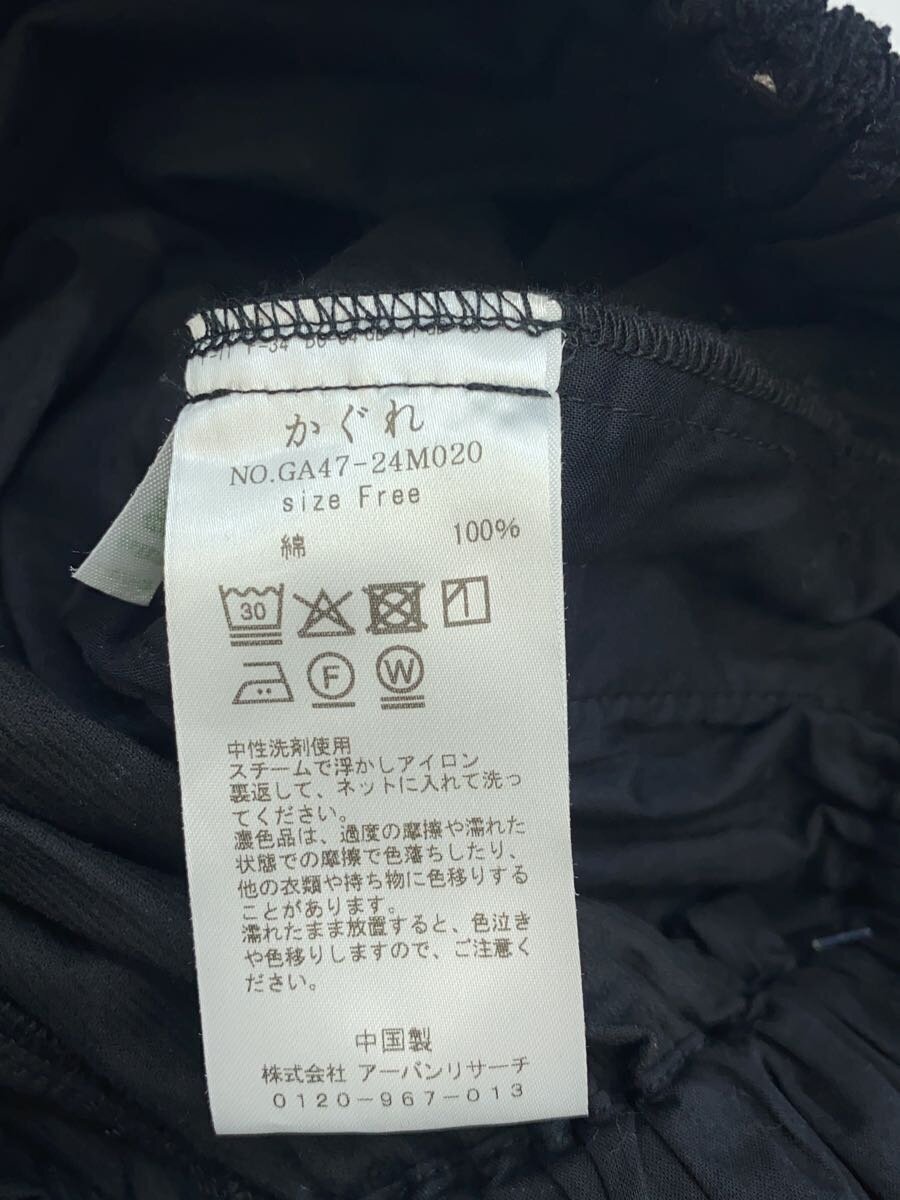 かぐれ
NO.GA47-24M020
size Free
綿 100%
30
F W
中性洗剤使用
スチームで浮かしアイロン
裏返して、ネットに入れて洗っ
てください。
濃色品は、過度の摩擦や濡れた
状態での摩擦で色落ちしたり、
他の衣類や持ち物に色移りする
ことがあります。
濡れたまま放置すると、色泣き
や色移りしますので、ご注意く
ださい。
中国製
株式会社 アーバンリサーチ
0120-967-013